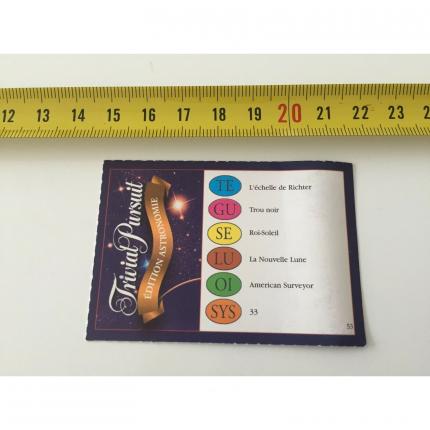 12 13 14 15 16 17 18 19 20 21 22 23 2
Trivial Pursuit
ÉDITION ASTRONOMIE
TE L'échelle de Richter
GU Trou noir
SE Roi-Soleil
LU La Nouvelle Lune
OI American Surveyor
SYS 33
53